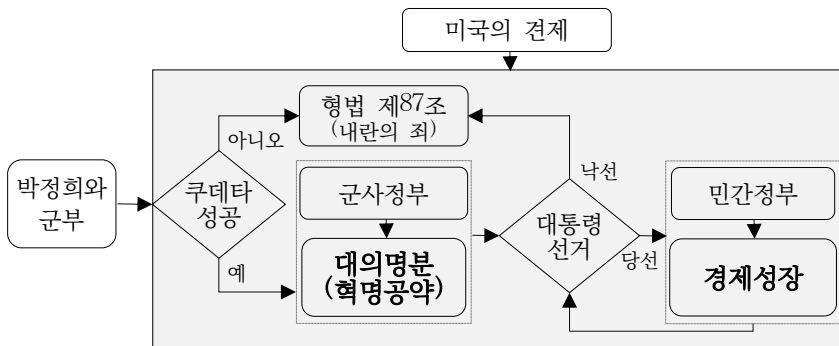 미국의 견제
형법 제87조
(내란의 죄)
아니오
낙선
박정희와
군부
쿠데타
성공
군사정부
대통령
선거
민간정부
대의명분
(혁명공약)
당선
경제성장
예